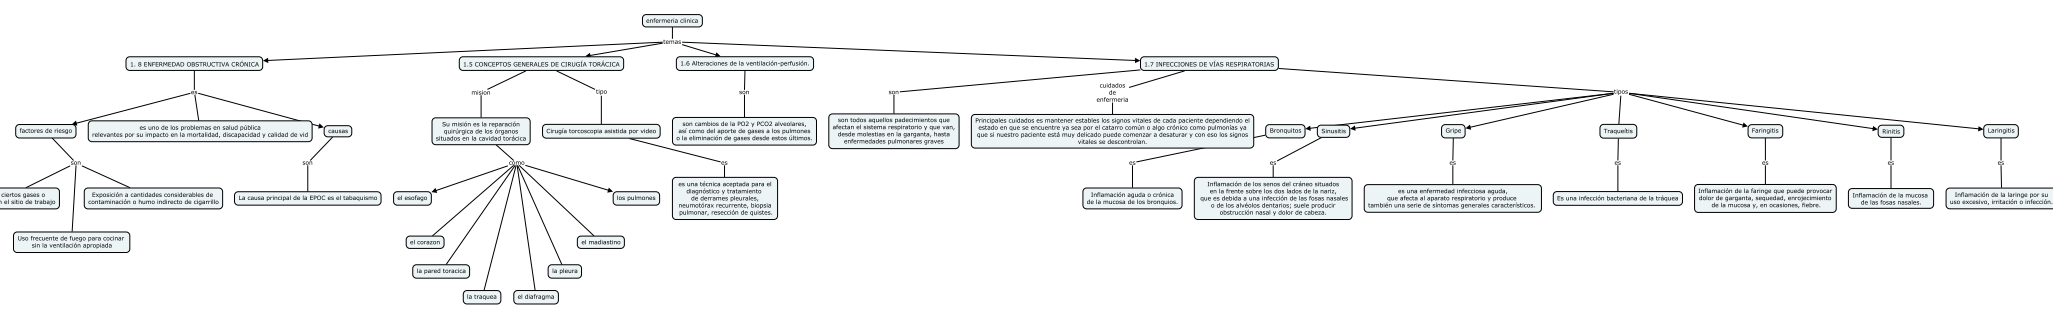 enfermeria clinica
temas
1. 8 ENFERMEDAD OBSTRUCTIVA CRÓNICA
1.5 CONCEPTOS GENERALES DE CIRUGÍA TORÁCICA
1.6 Alteraciones de la ventilación-perfusión.
1.7 INFECCIONES DE VÍAS RESPIRATORIAS
es
factores de riesgo
es uno de los problemas en salud pública
relevantes por su impacto en la mortalidad, discapacidad y calidad de vid
causas
son
ciertos gases o
n el sitio de trabajo
Exposición a cantidades considerables de
contaminación o humo indirecto de cigarrillo
Uso frecuente de fuego para cocinar
sin la ventilación apropiada
son
La causa principal de la EPOC es el tabaquismo
mision
Su misión es la reparación
quirúrgica de los órganos
situados en la cavidad torácica
como
el esofago
el corazon
la pared toracica
la traquea
el diafragma
la pleura
el madiastino
los pulmones
tipo
Cirugía torcoscopia asistida por video
es
es una técnica aceptada para el
diagnóstico y tratamiento
de derrames pleurales,
neumotórax recurrente, biopsia
pulmonar, resección de quistes.
son
son cambios de la PO2 y PCO2 alveolares,
así como del aporte de gases a los pulmones
o la eliminación de gases desde estos últimos.
son
son todos aquellos padecimientos que
afectan el sistema respiratorio y que van,
desde molestias en la garganta, hasta
enfermedades pulmonares graves
cuidados
de
enfermeria
Principales cuidados es mantener estables los signos vitales de cada paciente dependiendo el
estado en que se encuentre ya sea por el catarro común o algo crónico como pulmonías ya
que si nuestro paciente está muy delicado puede comenzar a desaturar y con eso los signos
vitales se descontrolan.
tipos
Bronquitos
es
Inflamación aguda o crónica
de la mucosa de los bronquios.
Sinusitis
es
Inflamación de los senos del cráneo situados
en la frente sobre los dos lados de la nariz,
que es debida a una infección de las fosas nasales
o de los alvéolos dentarios; suele producir
obstrucción nasal y dolor de cabeza.
Gripe
es
es una enfermedad infecciosa aguda,
que afecta al aparato respiratorio y produce
también una serie de síntomas generales característicos.
Traqueítis
es
Es una infección bacteriana de la tráquea
Faringitis
es
Inflamación de la faringe que puede provocar
dolor de garganta, sequedad, enrojecimiento
de la mucosa y, en ocasiones, fiebre.
Rinitis
es
Inflamación de la mucosa
de las fosas nasales.
Laringitis
es
Inflamación de la laringe por su
uso excesivo, irritación o infección.